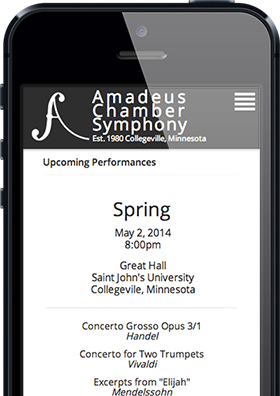 Amadeus
Chamber
Symphony
Est. 1980 Collegeville, Minnesota
Upcoming Performances
Spring
May 2, 2014
8:00pm
Great Hall
Saint John's University
Collegevile, Minnesota
Concerto Grosso Opus 3/1
Handel
Concerto for Two Trumpets
Vivaldi
Excerpts from "Elijah"
Mendelssohn